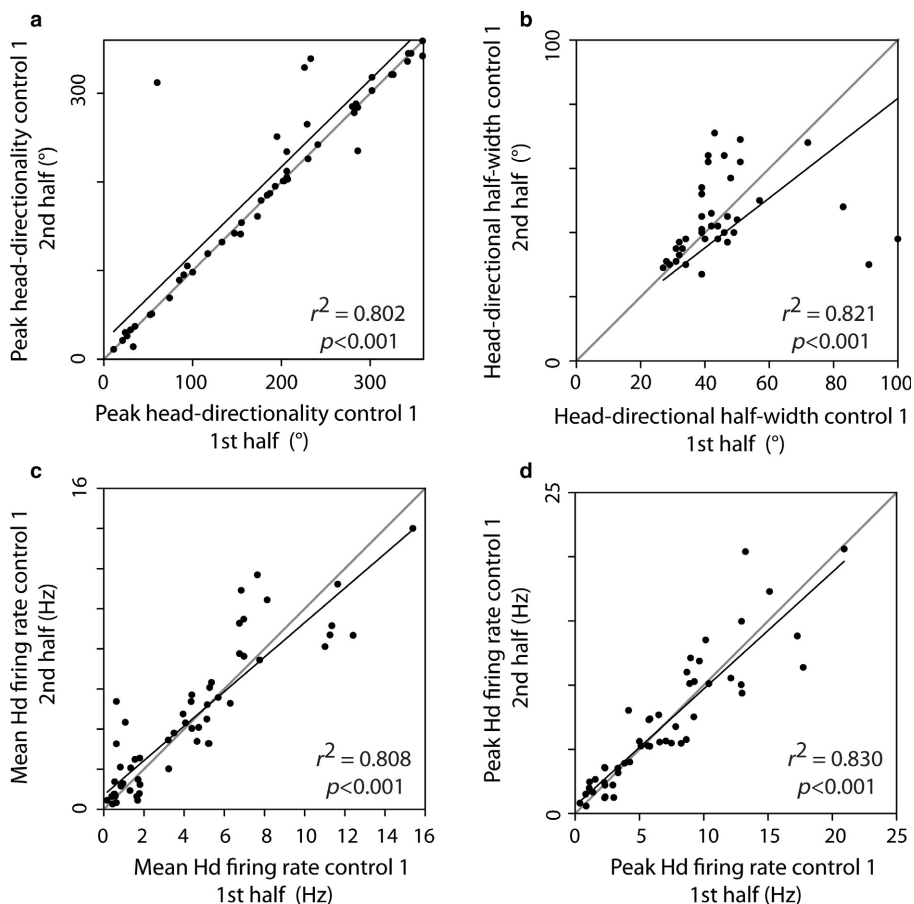 a
Peak head-directionality control 1
2nd half (°)
300
0
r² = 0.802
p<0.001
0 100 200 300
Peak head-directionality control 1
1st half (°)
b
Head-directional half-width control 1
2nd half (°)
100
0
r² = 0.821
p<0.001
0 20 40 60 80 100
Head-directional half-width control 1
1st half (°)
c
Mean Hd firing rate control 1
2nd half (Hz)
16
0
r² = 0.808
p<0.001
0 2 4 6 8 10 12 14 16
Mean Hd firing rate control 1
1st half (Hz)
d
Peak Hd firing rate control 1
2nd half (Hz)
25
0
r² = 0.830
p<0.001
0 5 10 15 20 25
Peak Hd firing rate control 1
1st half (Hz)